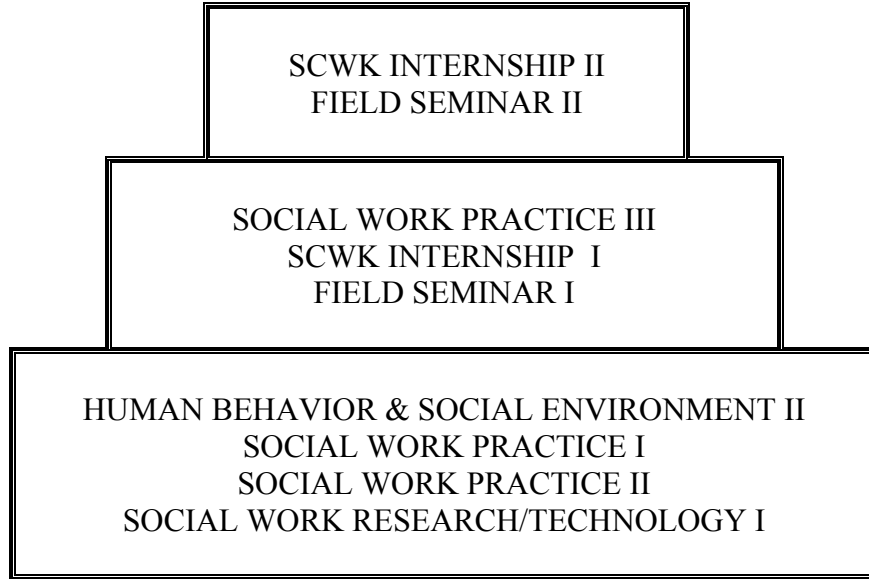 SCWK INTERNSHIP II
FIELD SEMINAR II
SOCIAL WORK PRACTICE III
SCWK INTERNSHIP I
FIELD SEMINAR I
HUMAN BEHAVIOR & SOCIAL ENVIRONMENT II
SOCIAL WORK PRACTICE I
SOCIAL WORK PRACTICE II
SOCIAL WORK RESEARCH/TECHNOLOGY I